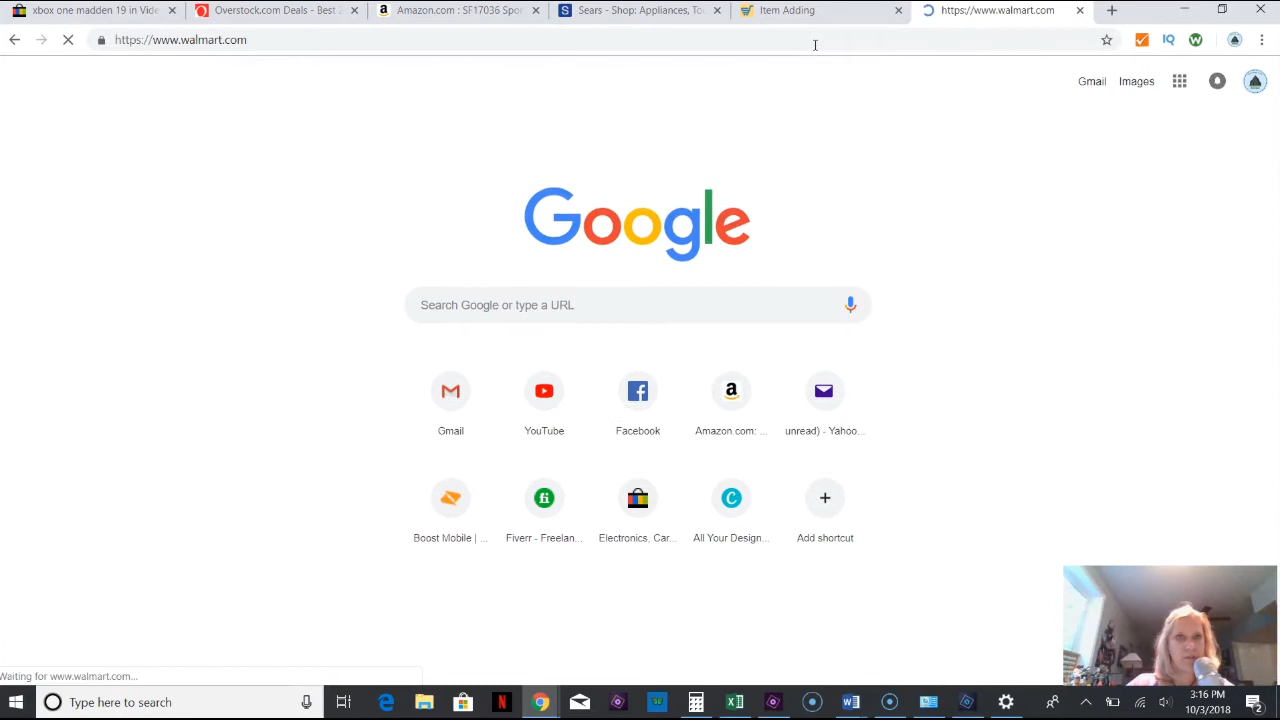 xbox one madden 19 in Vide
Overstock.com Deals - Best
Amazon.com : SF17036 Spo
Sears - Shop: Appliances, To
Item Adding
https://www.walmart.com
https://www.walmart.com
IQ
W
Gmail Images
Google
Search Google or type a URL
Gmail
YouTube
Facebook
Amazon.com: ...
unread) - Yahoo...
Boost Mobile | ...
Fiverr - Freelan...
Electronics, Car...
All Your Design...
Add shortcut
Waiting for www.walmart.com...
Type here to search
3:16 PM
10/3/2018
2